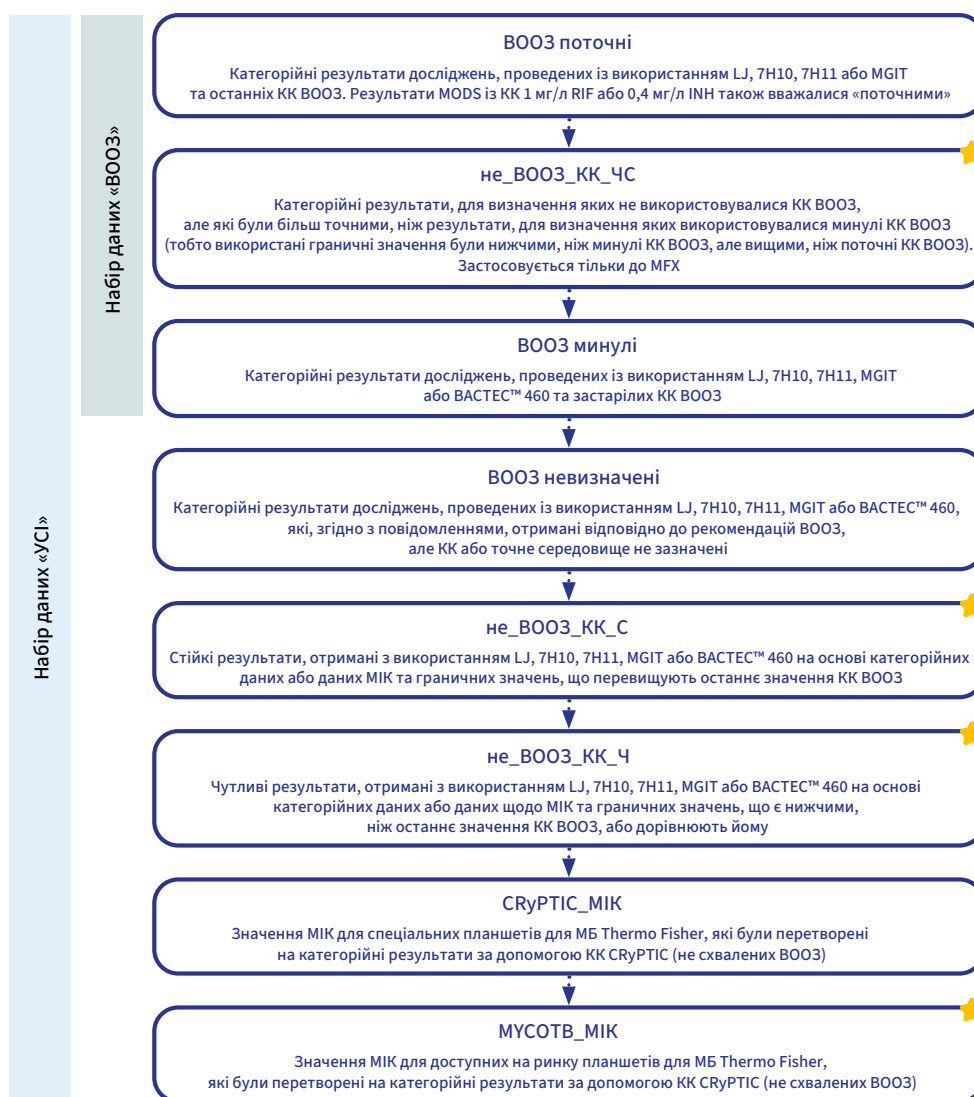 Набір даних «УСІ»
Набір даних «ВООЗ»
ВООЗ поточні
Категорійні результати досліджень, проведених із використанням LJ, 7H10, 7H11 або MGIT
та останніх КК ВООЗ. Результати MODS із КК 1 мг/л RIF або 0,4 мг/л INH також вважалися «поточними»
не_ВООЗ_КК_ЧС
Категорійні результати, для визначення яких не використовувалися КК ВООЗ,
але які були більш точними, ніж результати, для визначення яких використовувалися минулі КК ВООЗ
(тобто використані граничні значення були нижчими, ніж минулі КК ВООЗ, але вищими, ніж поточні КК ВООЗ).
Застосовується тільки до MFX
ВООЗ минулі
Категорійні результати досліджень, проведених із використанням LJ, 7H10, 7H11, MGIT
або BACTEC™ 460 та застарілих КК ВООЗ
ВООЗ невизначені
Категорійні результати досліджень, проведених із використанням LJ, 7H10, 7H11, MGIT або BACTEC™ 460,
які, згідно з повідомленнями, отримані відповідно до рекомендацій ВООЗ,
але КК або точне середовище не зазначені
не_ВООЗ_КК_С
Стійкі результати, отримані з використанням LJ, 7H10, 7H11, MGIT або BACTEC™ 460 на основі категорійних
даних або даних МІК та граничних значень, що перевищують останнє значення КК ВООЗ
не_ВООЗ_КК_Ч
Чутливі результати, отримані з використанням LJ, 7H10, 7H11, MGIT або BACTEC™ 460 на основі
категорійних даних або даних щодо МІК та граничних значень, що є нижчими,
ніж останнє значення КК ВООЗ, або дорівнюють йому
CRyPTIC_МІК
Значення МІК для спеціальних планшетів для МБ Thermo Fisher, які були перетворені
на категорійні результати за допомогою КК CRyPTIC (не схвалених ВООЗ)
MYCOTB_МІК
Значення МІК для доступних на ринку планшетів для МБ Thermo Fisher,
які були перетворені на категорійні результати за допомогою КК CRyPTIC (не схвалених ВООЗ)